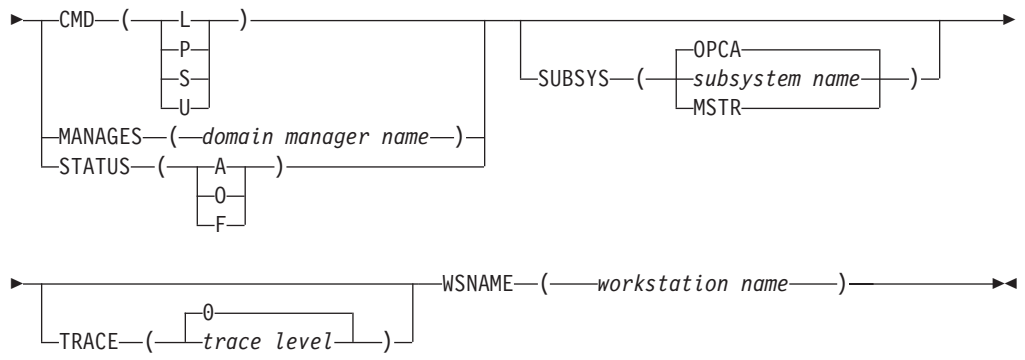 CMD ( L )
P
S
U
MANAGES ( domain manager name )
STATUS ( A )
O
F
OPCA
SUBSYS ( subsystem name )
MSTR
WSNAME ( workstation name )
0
TRACE ( trace level )